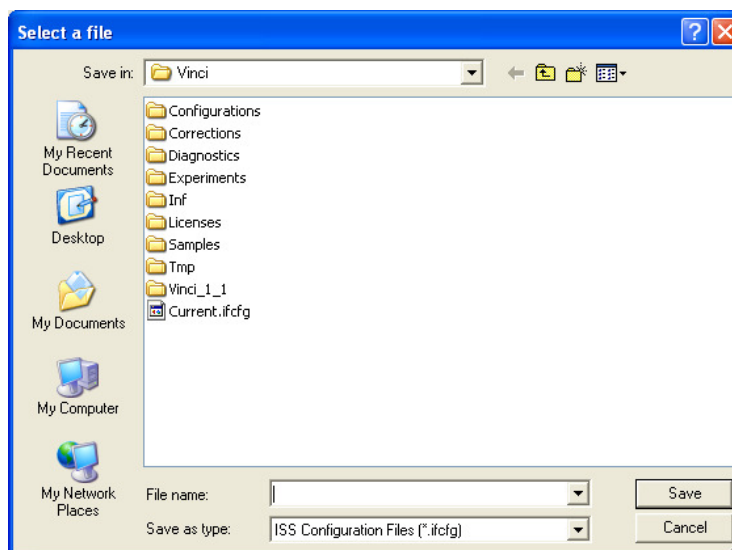 Select a file
Save in: Vinci
Configurations
Corrections
Diagnostics
Experiments
Inf
Licenses
Samples
Tmp
Vinci_1_1
Current.ifcfg
My Recent
Documents
Desktop
My Documents
My Computer
My Network
Places
File name:
Save
Save as type: ISS Configuration Files (*.ifcfg)
Cancel